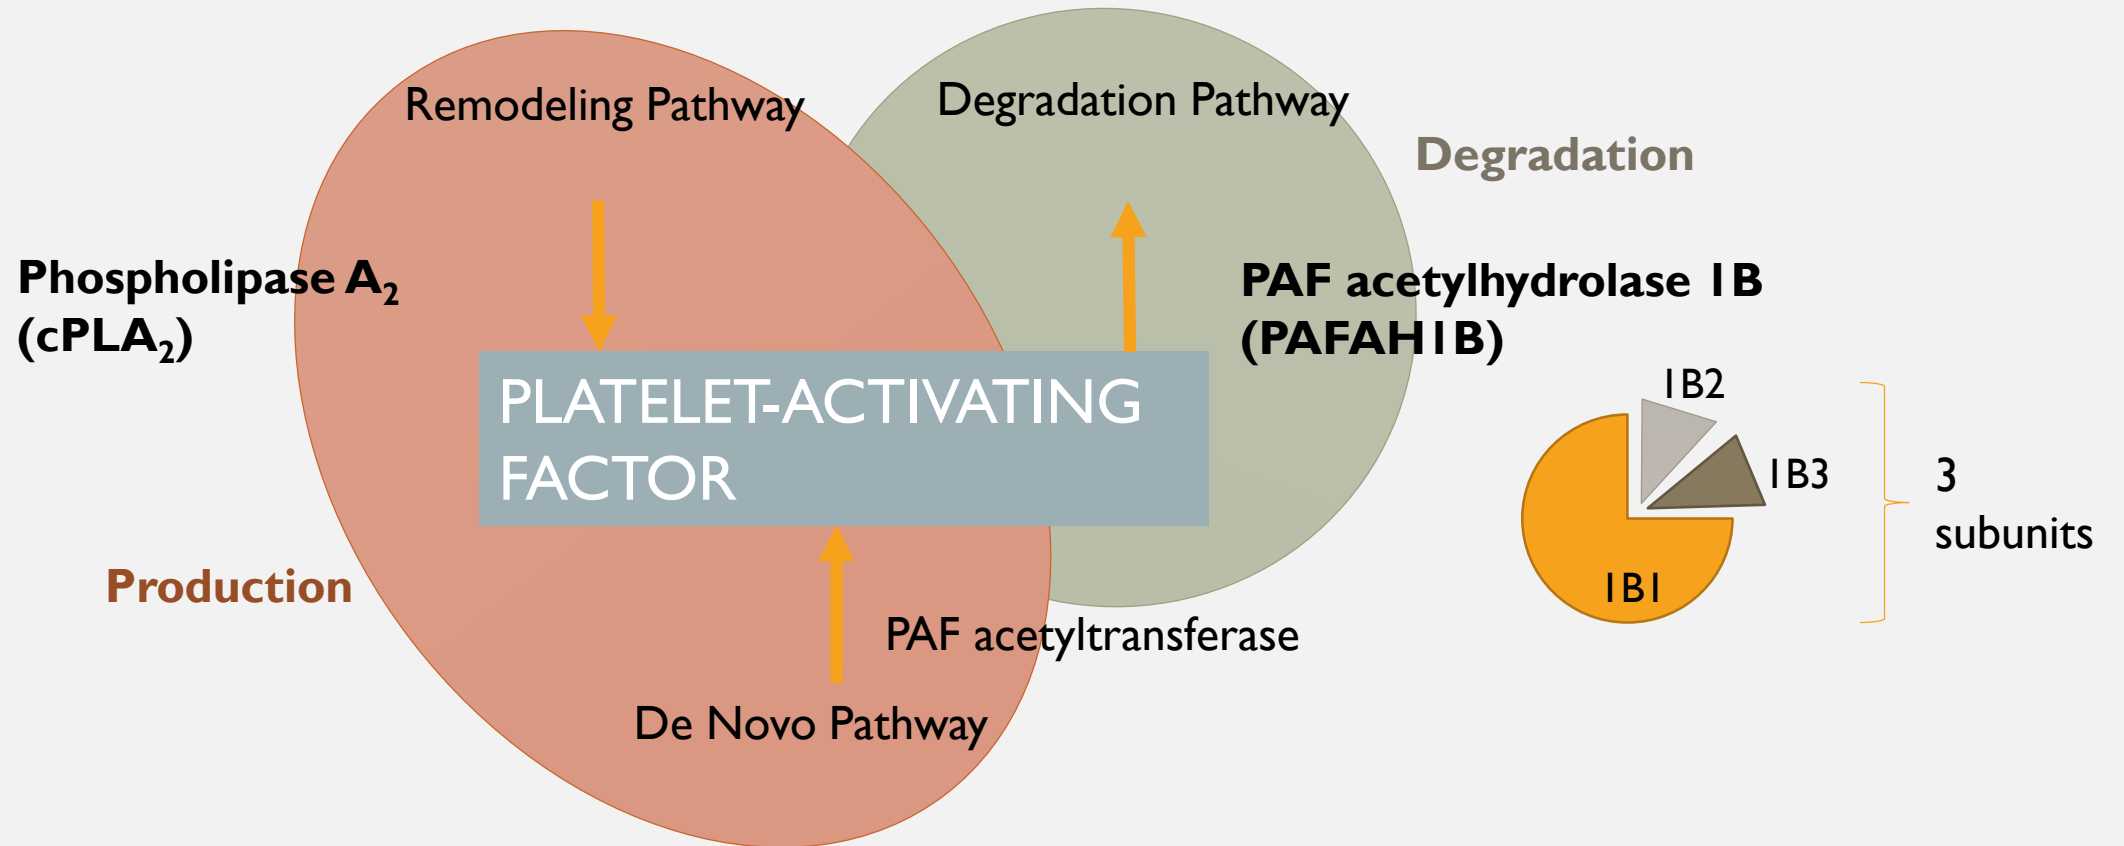 Remodeling Pathway
Degradation Pathway
Degradation
Phospholipase A₂
(cPLA₂)
PAF acetylhydrolase 1B
(PAFAH1B)
PLATELET-ACTIVATING
FACTOR
1B2
1B3
1B1
3
subunits
Production
PAF acetyltransferase
De Novo Pathway